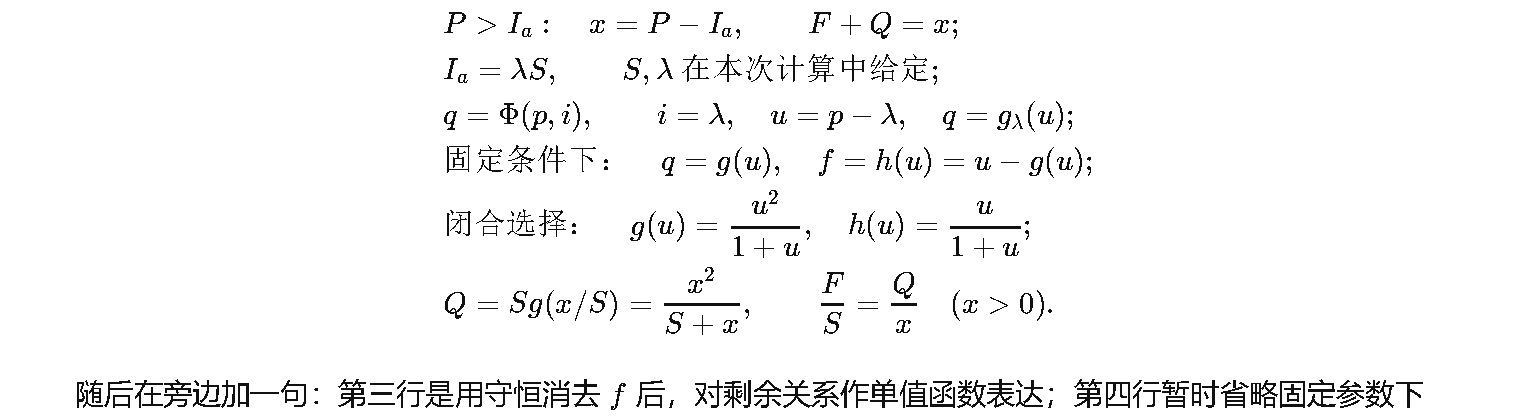 P > I_a :  x = P − I_a,  F + Q = x;
I_a = λS,  S, λ 在本次计算中给定;
q = Φ(p, i),  i = λ,  u = p − λ,  q = g_λ(u);
固定条件下：  q = g(u),  f = h(u) = u − g(u);
闭合选择：  g(u) = u²/(1 + u),  h(u) = u/(1 + u);
Q = Sg(x/S) = x²/(S + x),  F/S = Q/x  (x > 0).
随后在旁边加一句：第三行是用守恒消去 f 后，对剩余关系作单值函数表达；第四行暂时省略固定参数下